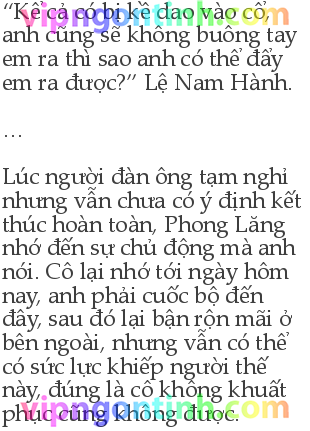 “Kể cả có bị kề dao vào cổ,
anh cũng sẽ không buông tay
em ra thì sao anh có thể đẩy
em ra được?” Lệ Nam Hành.
…
Lúc người đàn ông tạm nghỉ
nhưng vẫn chưa có ý định kết
thúc hoàn toàn, Phong Lăng
nhớ đến sự chủ động mà anh
nói. Cô lại nhớ tới ngày hôm
nay, anh phải cuốc bộ đến
đây, sau đó lại bận rộn mãi ở
bên ngoài, nhưng vẫn có thể
có sức lực khiếp người thế
này, đúng là cô không khuất
phục cũng không được.
vipngontinh.com
vipngontinh.com